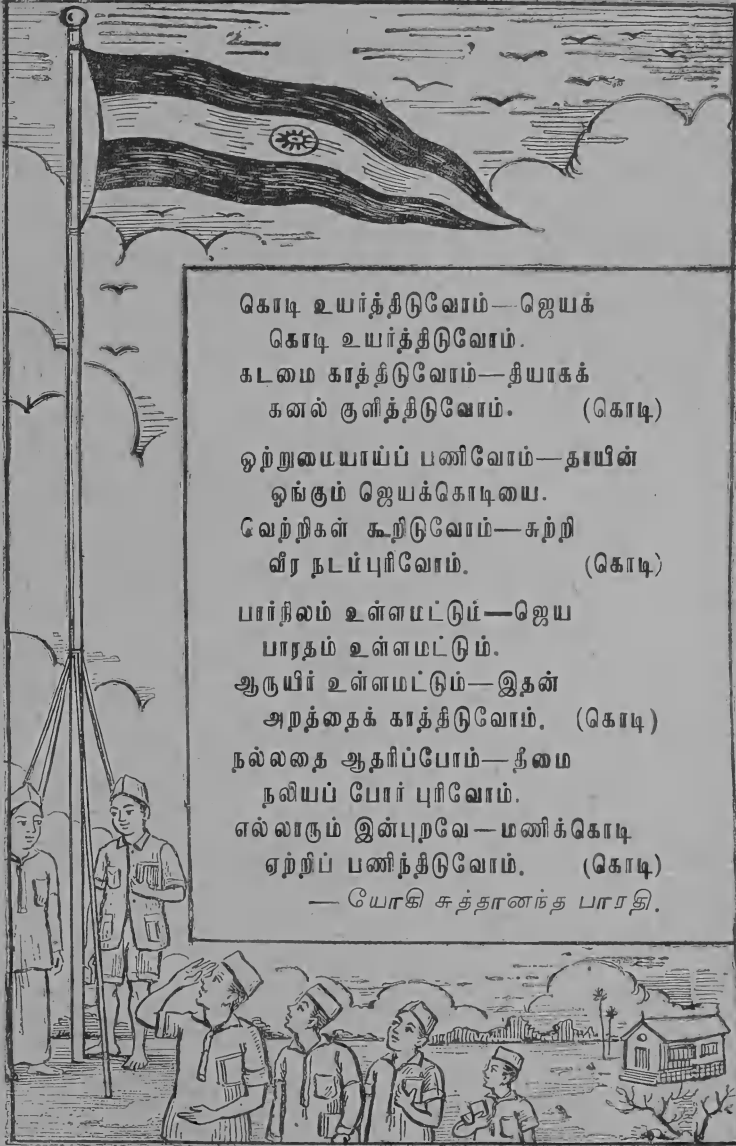 கொடி உயர்த்திடுவோம்—ஜெயக்
கொடி உயர்த்திடுவோம்.
கடமை காத்திடுவோம்—தியாகக்
கனல் குளித்திடுவோம். (கொடி)
ஒற்றுமையாய்ப் பணிவோம்—தாயின்
ஓங்கும் ஜெயக்கொடியை.
வெற்றிகள் கூறிடுவோம்—சுற்றி
வீர நடம்புரிவோம். (கொடி)
பார்நிலம் உள்ளமட்டும்—ஜெய
பாரதம் உள்ளமட்டும்.
ஆருயிர் உள்ளமட்டும்—இதன்
அறத்தைக் காத்திடுவோம். (கொடி)
நல்லதை ஆதரிப்போம்—தீமை
நலியப் போர் புரிவோம்.
எல்லாரும் இன்புறவே—மணிக்கொடி
ஏற்றிப் பணிந்திடுவோம். (கொடி)
— யோகி சுத்தானந்த பாரதி.